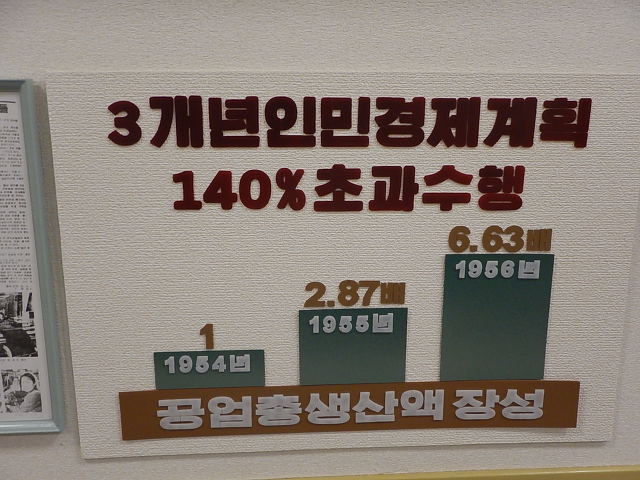 3개년인민경제계획
140%초과수행
6.63배
1956년
2.87배
1955년
1
1954년
공업총생산액 장성